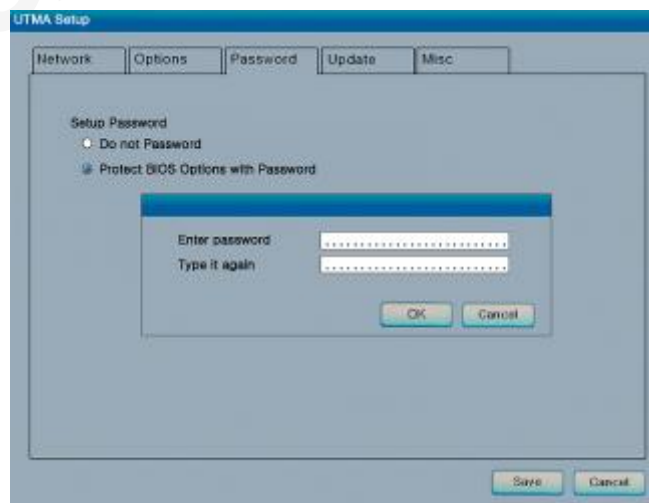 UTMA Setup
Network Options Password Update Misc
Setup Password
Do not Password
Protect BIOS Options with Password
Enter password ..........................
Type it again ..........................
OK Cancel
Save Cancel